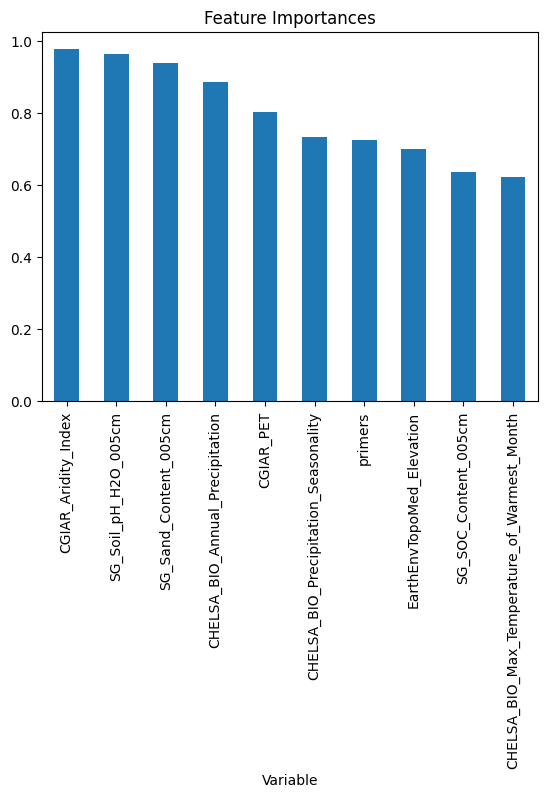 Feature Importances
1.0
0.8
0.6
0.4
0.2
0.0
CGIAR_Aridity_Index
SG_Soil_pH_H2O_005cm
SG_Sand_Content_005cm
CHELSA_BIO_Annual_Precipitation
CGIAR_PET
CHELSA_BIO_Precipitation_Seasonality
primers
EarthEnvTopoMed_Elevation
SG_SOC_Content_005cm
CHELSA_BIO_Max_Temperature_of_Warmest_Month
Variable